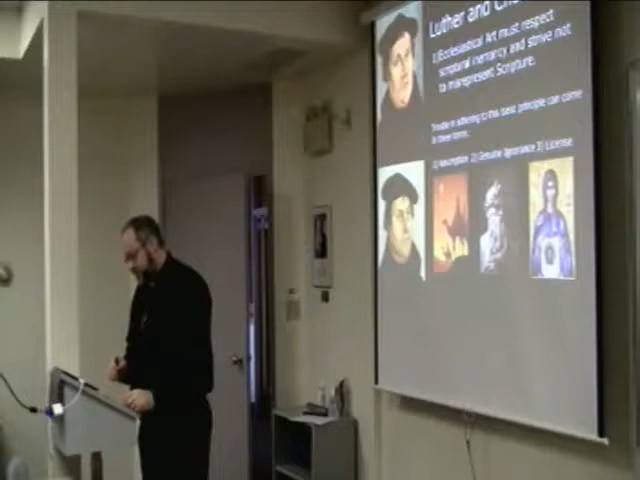 Luther and
1)Ecclesiastical Art must respect
scriptural inerrancy and strive not
to misrepresent Scripture.
Trouble in adhering to this basic principle can come
in three forms:
1) Assumption 2) Genuine Ignorance 3) License